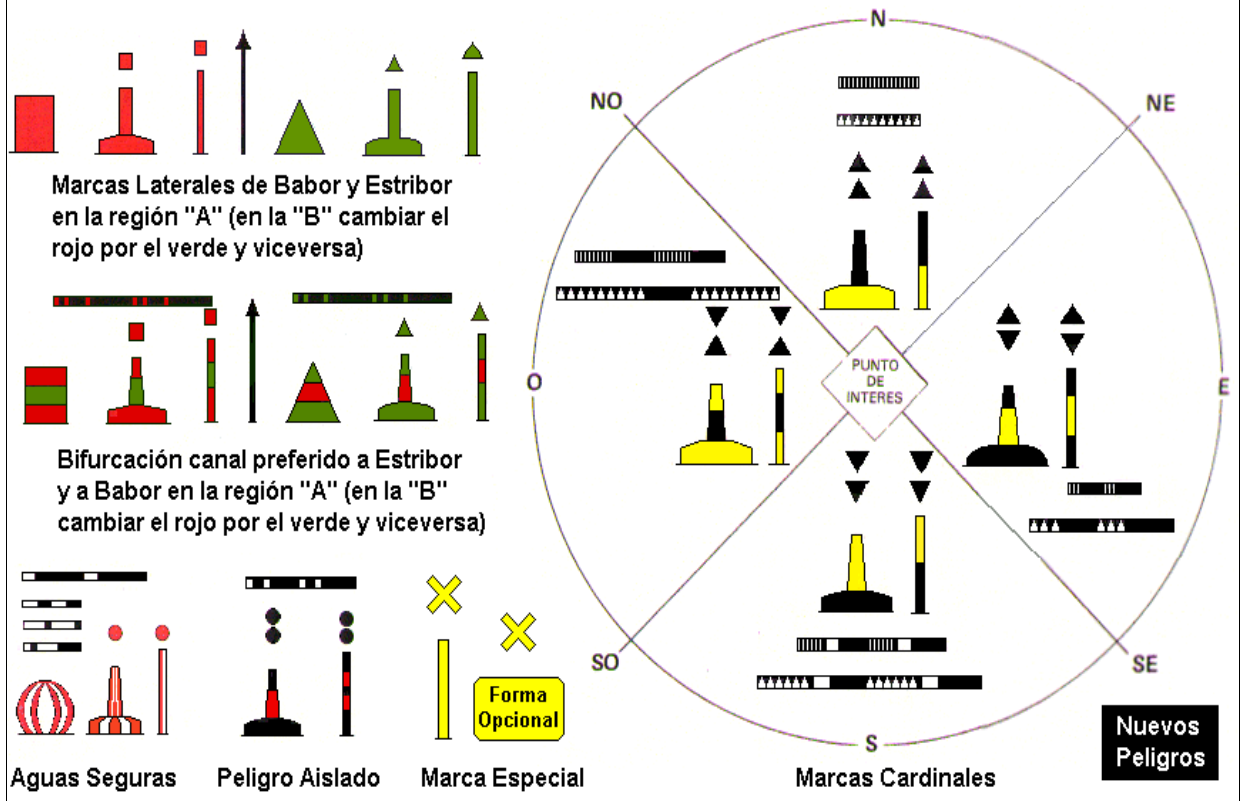 Marcas Laterales de Babor y Estribor
en la región "A" (en la "B" cambiar el
rojo por el verde y viceversa)
Bifurcación canal preferido a Estribor
y a Babor en la región "A" (en la "B"
cambiar el rojo por el verde y viceversa)
Forma
Opcional
Aguas Seguras
Peligro Aislado
Marca Especial
N
NO
NE
O
PUNTO
DE
INTERES
E
SO
SE
S
Marcas Cardinales
Nuevos
Peligros